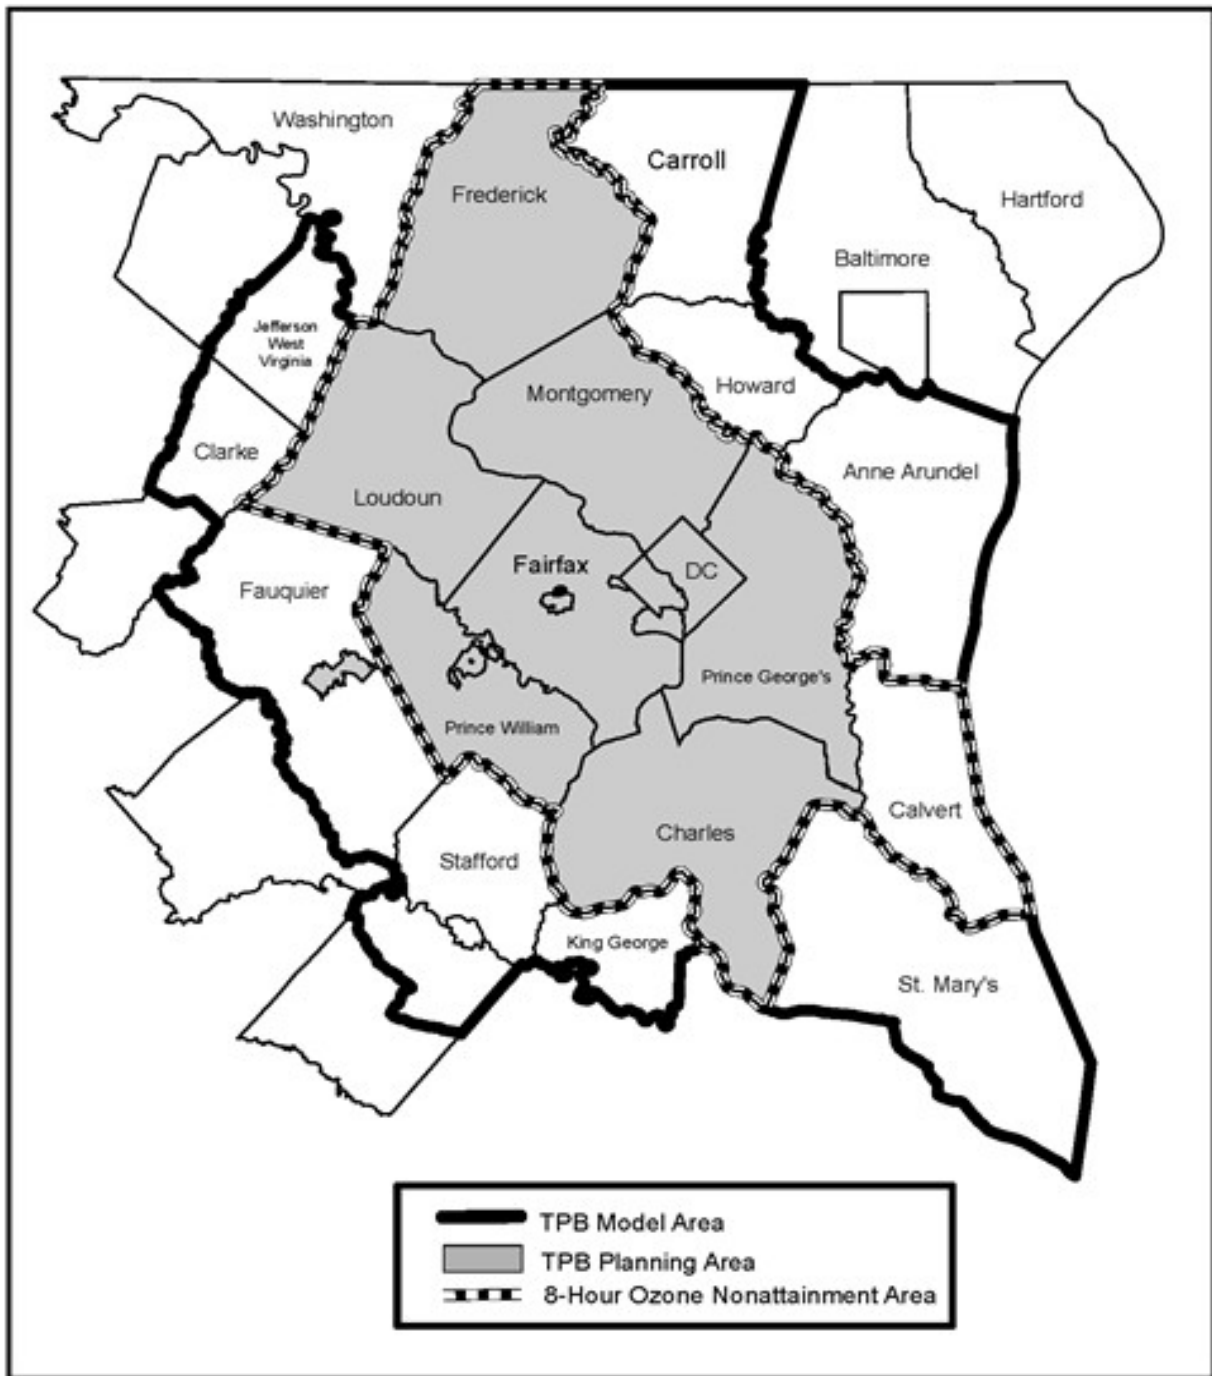 Washington
Carroll
Frederick
Hartford
Baltimore
Jefferson
West
Virginia
Howard
Montgomery
Clarke
Anne Arundel
Loudoun
Fairfax
DC
Fauquier
Prince George's
Prince William
Calvert
Charles
Stafford
King George
St. Mary's
TPB Model Area
TPB Planning Area
8-Hour Ozone Nonattainment Area